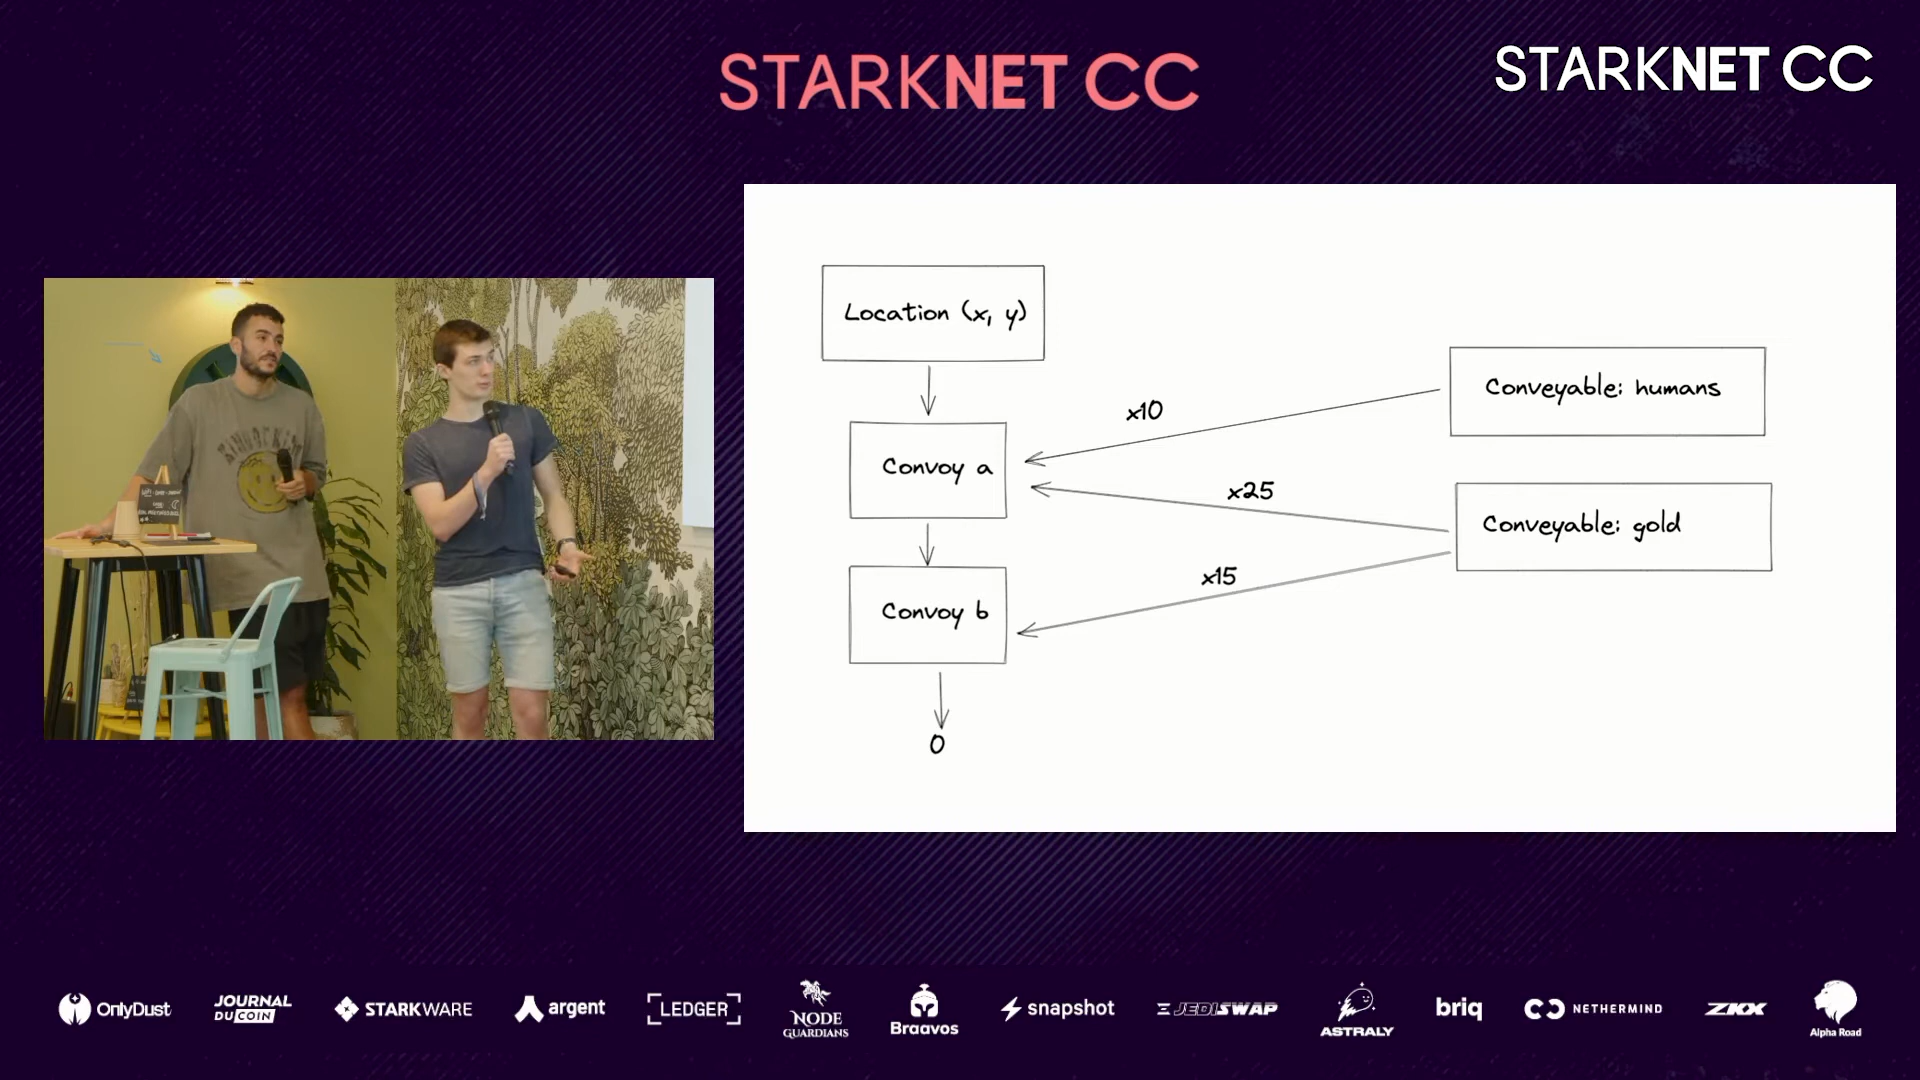 STARKNET CC
STARKNET CC
Location (x, y)
Conveyable: humans
x10
Convoy a
x25
Conveyable: gold
x15
Convoy b
0
OnlyDust
JOURNAL
DU COIN
STARKWARE
argent
LEDGER
NODE
GUARDIANS
Braavos
snapshot
JEDISWAP
ASTRALY
briq
NETHERMIND
ZKX
Alpha Road